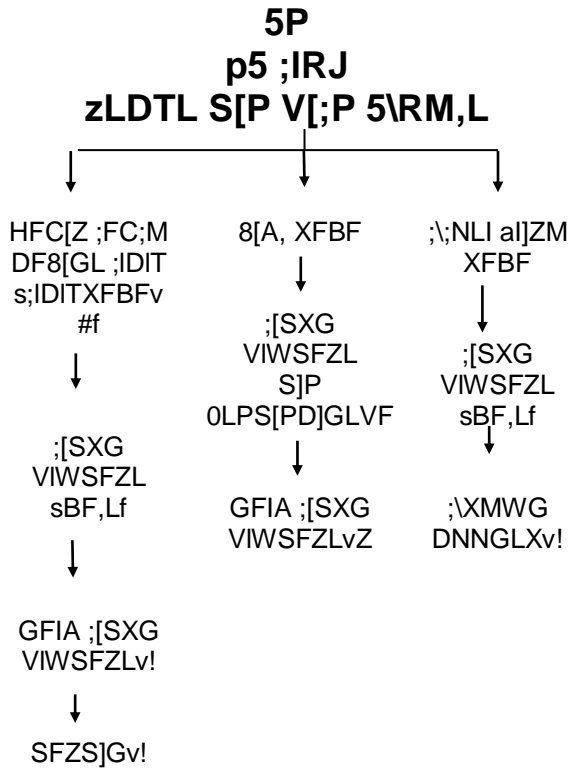 5P
p5 ;IRJ
zLDTL S[P V[;P 5\RM,L
HFC[Z ;FC;M
DF8[GL ;lDlT
s;lDlTXFBFv
#f
;[SXG
VlWSFZL
sBF,Lf
GFIA ;[SXG
VlWSFZLv!
SFZS]Gv!
8[A, XFBF
;[SXG
VlWSFZL
S]P
0LPS[PD]GLVF
GFIA ;[SXG
VlWSFZLvZ
;\;NLI al]ZM
XFBF
;[SXG
VlWSFZL
sBF,Lf
;\XMWG
DNNGLXv!